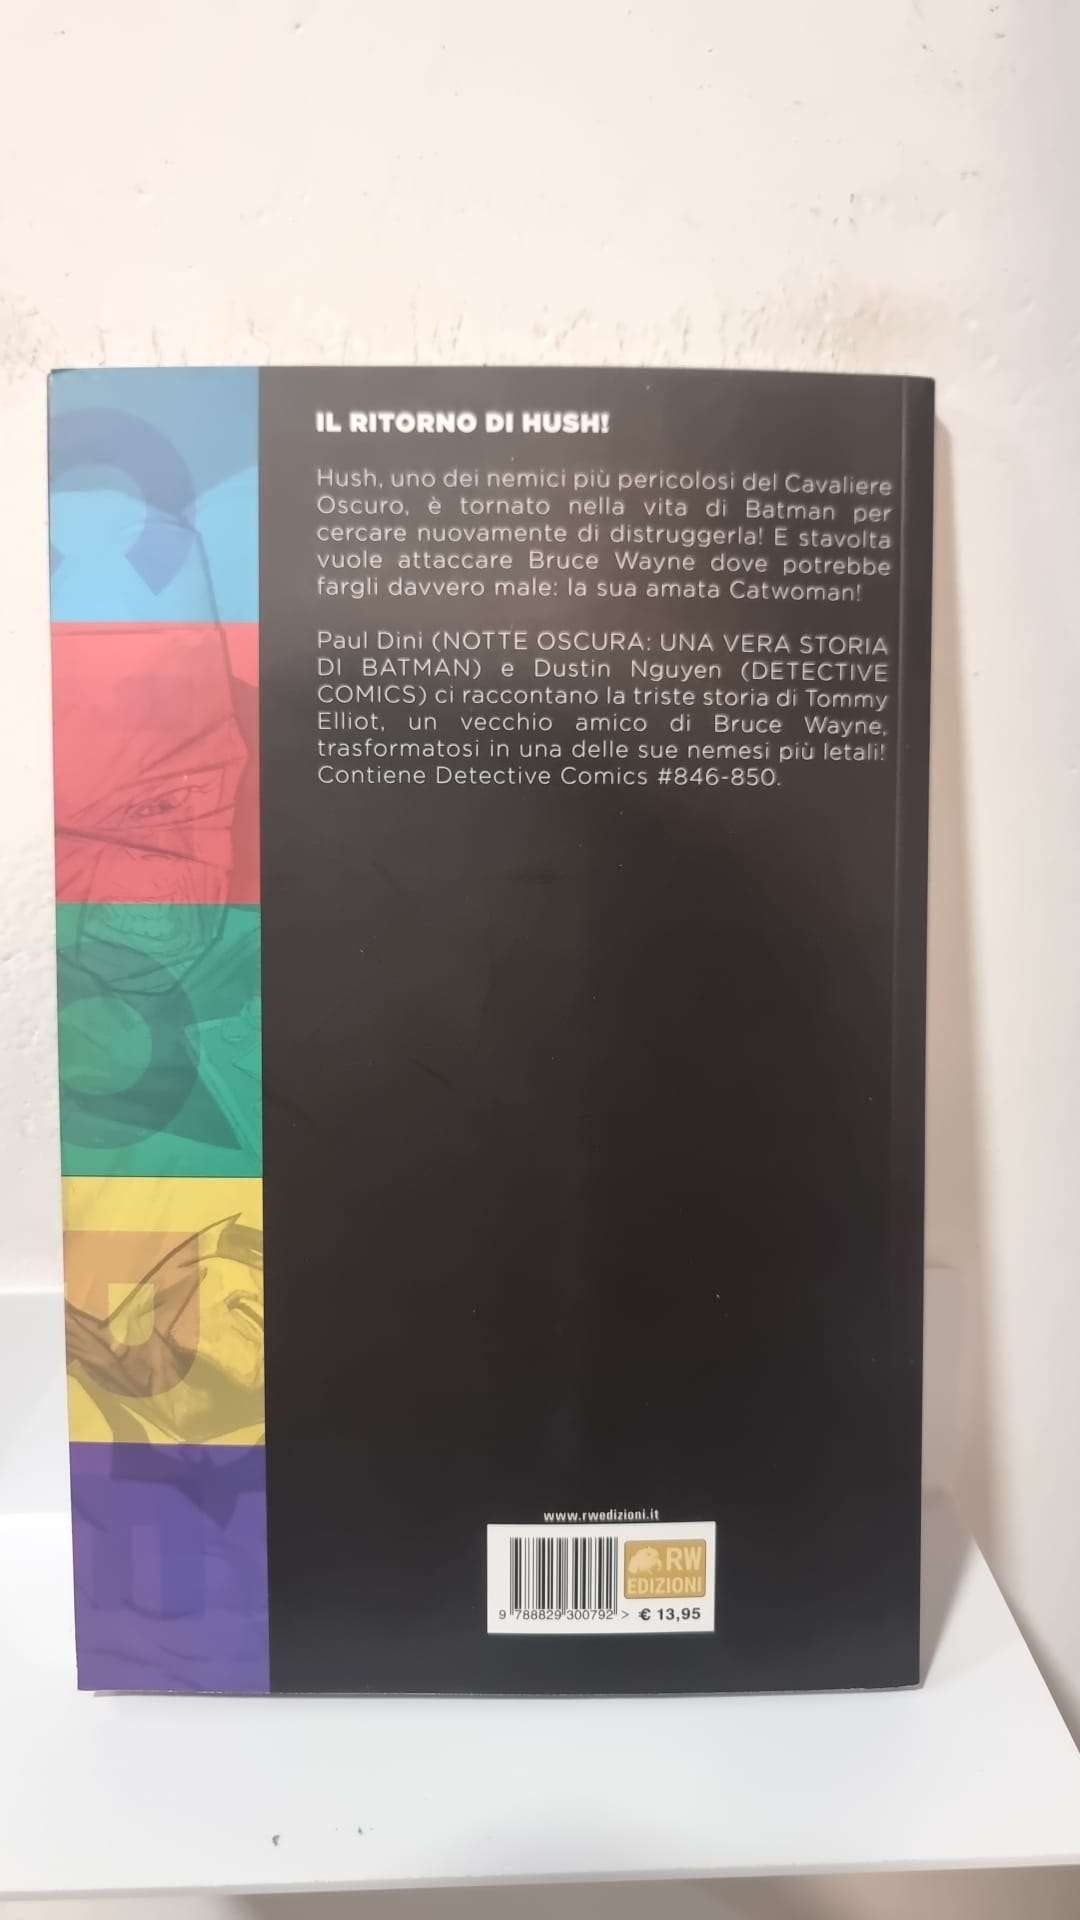 IL RITORNO DI HUSH!
Hush, uno dei nemici più pericolosi del Cavaliere
Oscuro, è tornato nella vita di Batman per
cercare nuovamente di distruggerla! E stavolta
vuole attaccare Bruce Wayne dove potrebbe
fargli davvero male: la sua amata Catwoman!
Paul Dini (NOTTE OSCURA: UNA VERA STORIA
DI BATMAN) e Dustin Nguyen (DETECTIVE
COMICS) ci raccontano la triste storia di Tommy
Elliot, un vecchio amico di Bruce Wayne,
trasformatosi in una delle sue nemesi più letali!
Contiene Detective Comics #846-850.
www.rwedizioni.it
RW
EDIZIONI
9 788829 300792 > € 13,95